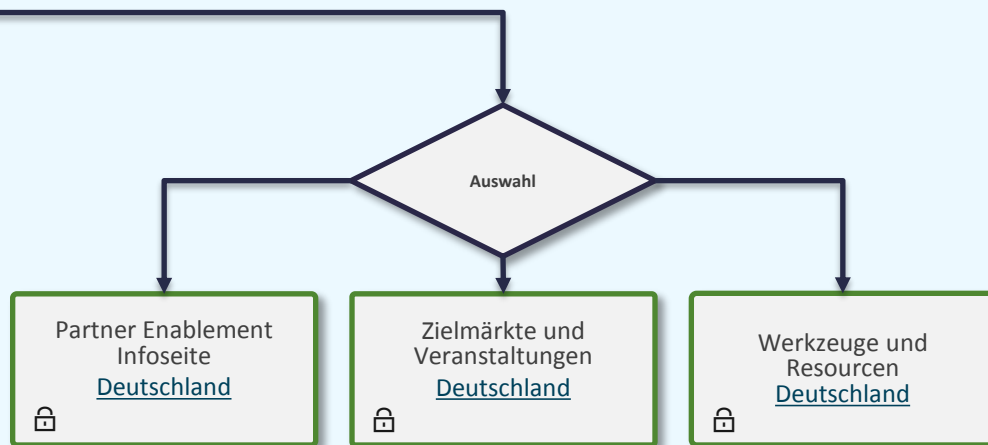 Auswahl
Partner Enablement
Infoseite
Deutschland
Zielmärkte und
Veranstaltungen
Deutschland
Werkzeuge und
Resourcen
Deutschland